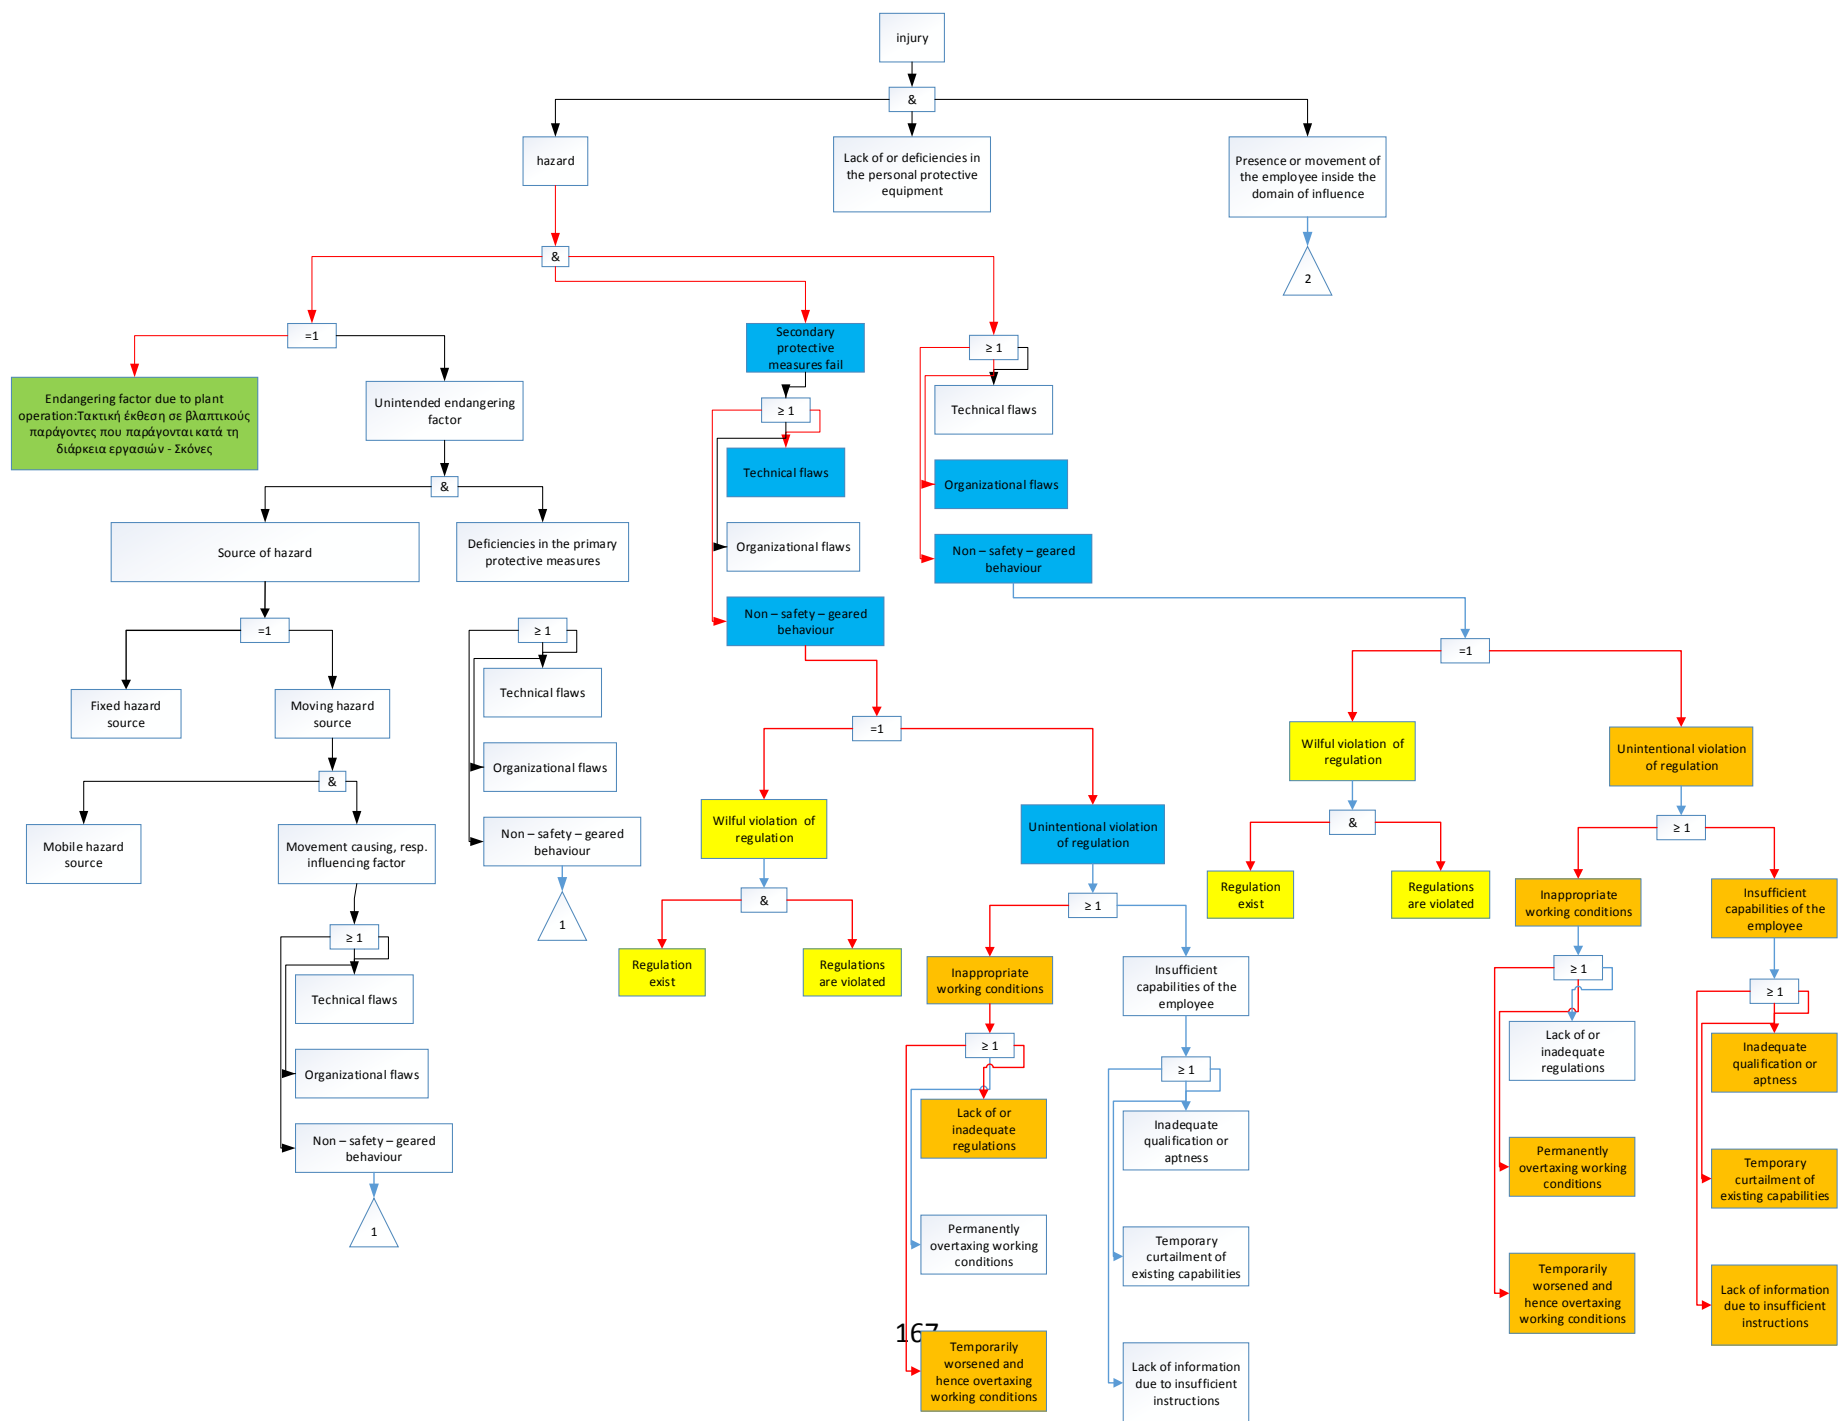 injury
&
hazard
Lack of or deficiencies in
the personal protective
equipment
Presence or movement of
the employee inside the
domain of influence
&
2
=1
Secondary
protective
measures fail
≥ 1
Endangering factor due to plant
operation:Τακτική έκθεση σε βλαπτικούς
παράγοντες που παράγονται κατά τη
διάρκεια εργασιών - Σκόνες
Unintended endangering
factor
≥ 1
Technical flaws
Technical flaws
Organizational flaws
&
Source of hazard
Deficiencies in the primary
protective measures
Organizational flaws
Non – safety – geared
behaviour
Non – safety – geared
behaviour
=1
≥ 1
=1
Fixed hazard
source
Moving hazard
source
Technical flaws
=1
Wilful violation of
regulation
Unintentional violation
of regulation
&
Organizational flaws
Mobile hazard
source
Movement causing, resp.
influencing factor
Non – safety – geared
behaviour
1
Wilful violation of
regulation
Unintentional violation
of regulation
&
≥ 1
&
≥ 1
Regulation
exist
Regulations
are violated
Inappropriate
working conditions
Insufficient
capabilities of the
employee
≥ 1
Technical flaws
Organizational flaws
Non – safety – geared
behaviour
1
Regulation
exist
Regulations
are violated
Inappropriate
working conditions
Insufficient
capabilities of the
employee
≥ 1
≥ 1
≥ 1
≥ 1
Lack of or
inadequate
regulations
Inadequate
qualification or
aptness
Lack of or
inadequate
regulations
Inadequate
qualification or
aptness
Permanently
overtaxing working
conditions
Temporary
curtailment of
existing capabilities
Permanently
overtaxing working
conditions
Temporary
curtailment of
existing capabilities
Temporarily
worsened and
hence overtaxing
working conditions
Lack of information
due to insufficient
instructions
167
Temporarily
worsened and
hence overtaxing
working conditions
Lack of information
due to insufficient
instructions